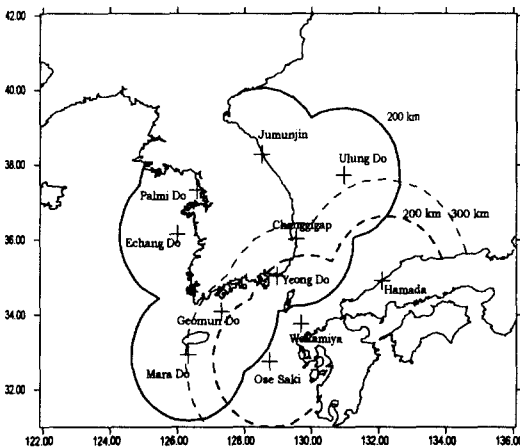 42.00
40.00
200 km
Jumunjin
Ulung Do
38.00
Palmi Do
Changgigap
200 km 300 km
Echang Do
36.00
Yeong Do
Hamada
34.00
Geomun Do
Wakamiya
Mara Do
Ose Saki
32.00
122.00 124.00 126.00 128.00 130.00 132.00 134.00 136.00